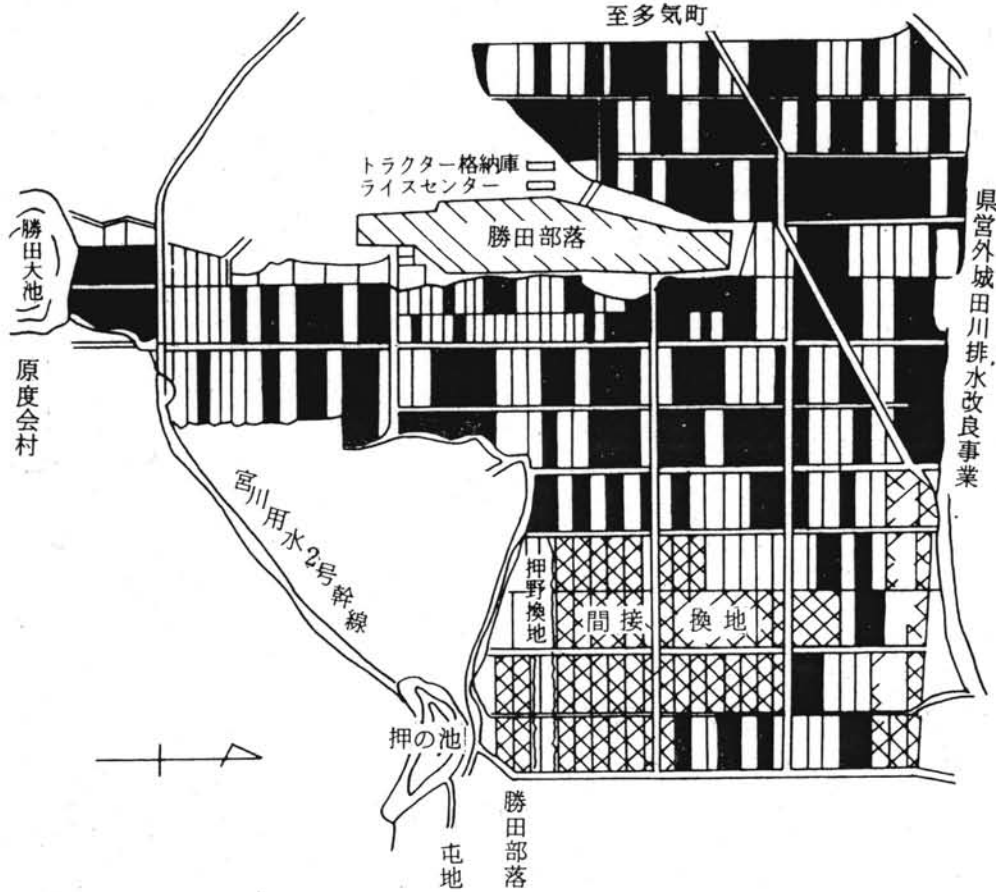 至多気町
トラクター格納庫
ライスセンター
勝田部落
勝田大池
原度会村
県営外城田川排水改良事業
宮川用水2号幹線
押野換地
間接
換地
押の池
勝田部落
屯地